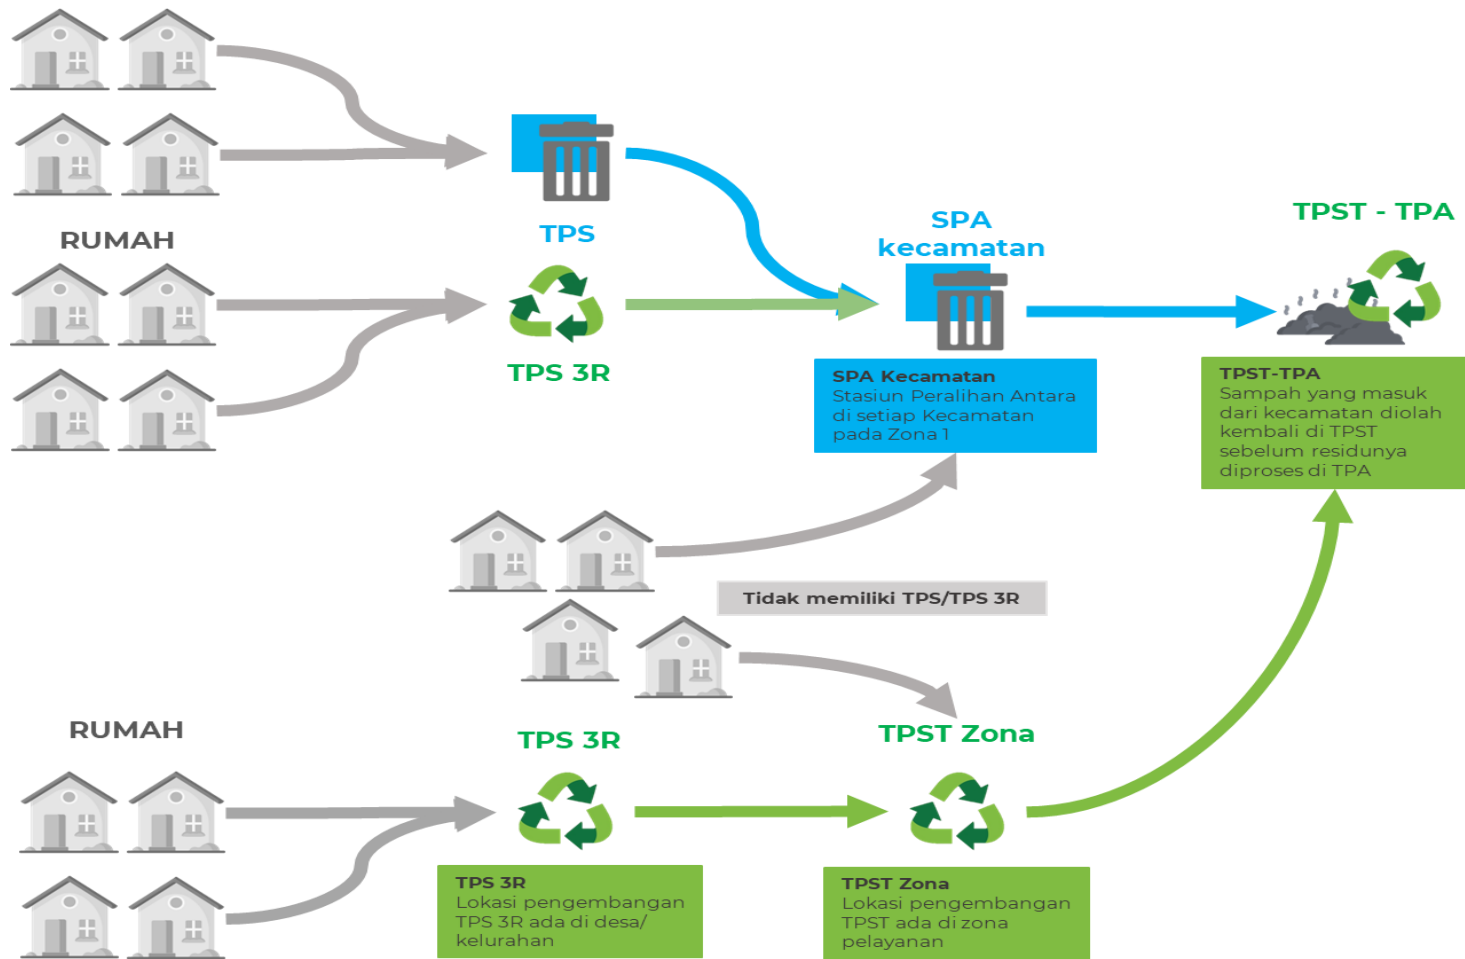 RUMAH
TPS
TPS 3R
SPA
kecamatan
SPA Kecamatan
Stasiun Peralihan Antara
di setiap Kecamatan
pada Zona 1
TPST - TPA
TPST-TPA
Sampah yang masuk
dari kecamatan diolah
kembali di TPST
sebelum residunya
diproses di TPA
Tidak memiliki TPS/TPS 3R
RUMAH
TPS 3R
TPS 3R
Lokasi pengembangan
TPS 3R ada di desa/
kelurahan
TPST Zona
TPST Zona
Lokasi pengembangan
TPST ada di zona
pelayanan